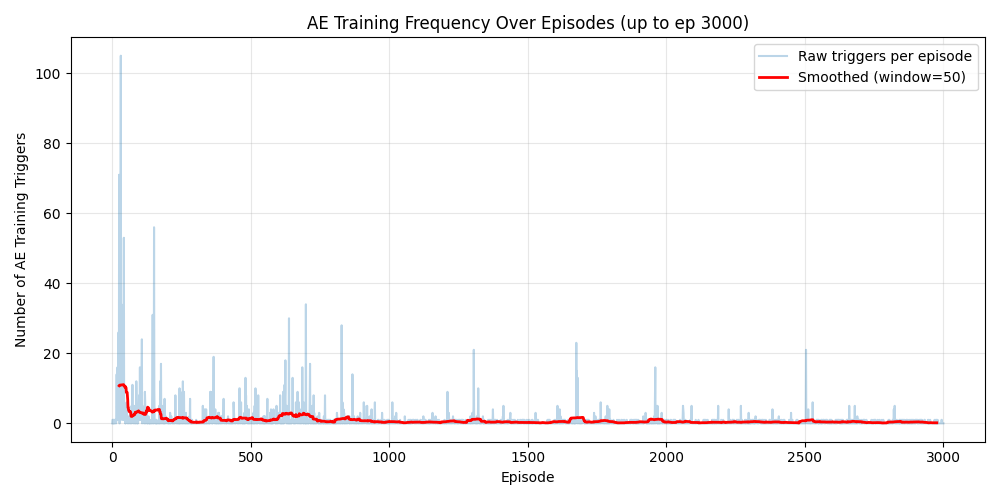 AE Training Frequency Over Episodes (up to ep 3000)
Raw triggers per episode
Smoothed (window=50)
Number of AE Training Triggers
100
80
60
40
20
0
0 500 1000 1500 2000 2500 3000
Episode